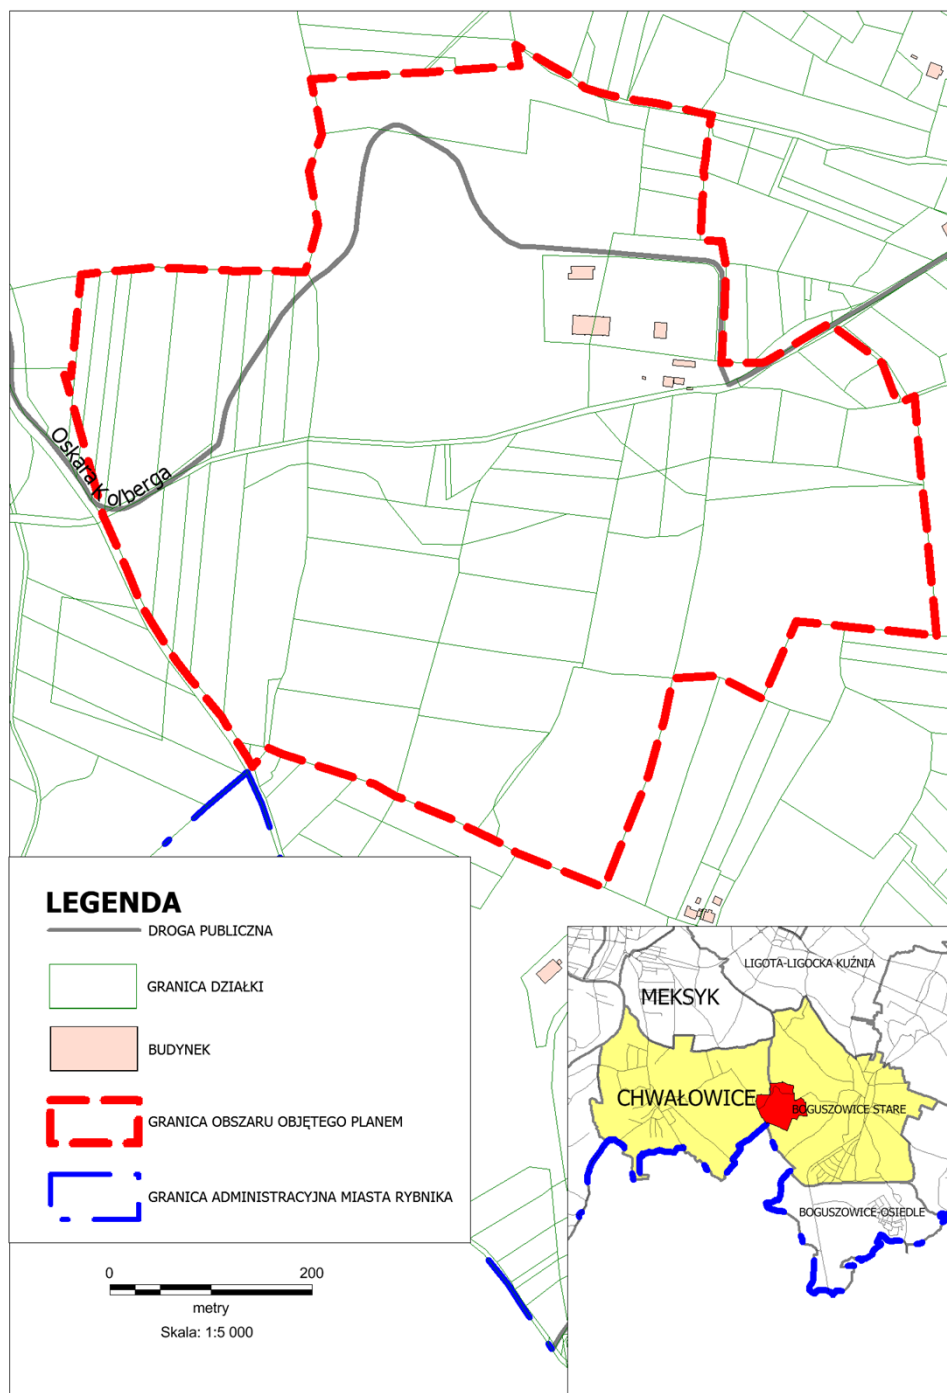 Oskara Kolberga
LEGENDA
DROGA PUBLICZNA
GRANICA DZIAŁKI
BUDYNEK
GRANICA OBSZARU OBJĘTEGO PLANEM
GRANICA ADMINISTRACYJNA MIASTA RYBNIKA
0 200
metry
Skala: 1:5 000
LIGOTA-LIGOCKA KUŹNIA
MEKSYK
CHWAŁOWICE
BOGUSZOWICE STARE
BOGUSZOWICE-OSIEDLE